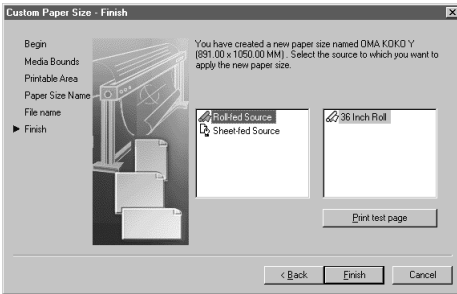 Custom Paper Size - Finish
Begin
Media Bounds
Printable Area
Paper Size Name
File name
Finish
You have created a new paper size named OMA KOKO Y
(891.00 x 1050.00 MM) . Select the source to which you want to
apply the new paper size.
Roll-fed Source
Sheet-fed Source
36 Inch Roll
Print test page
< Back
Finish
Cancel